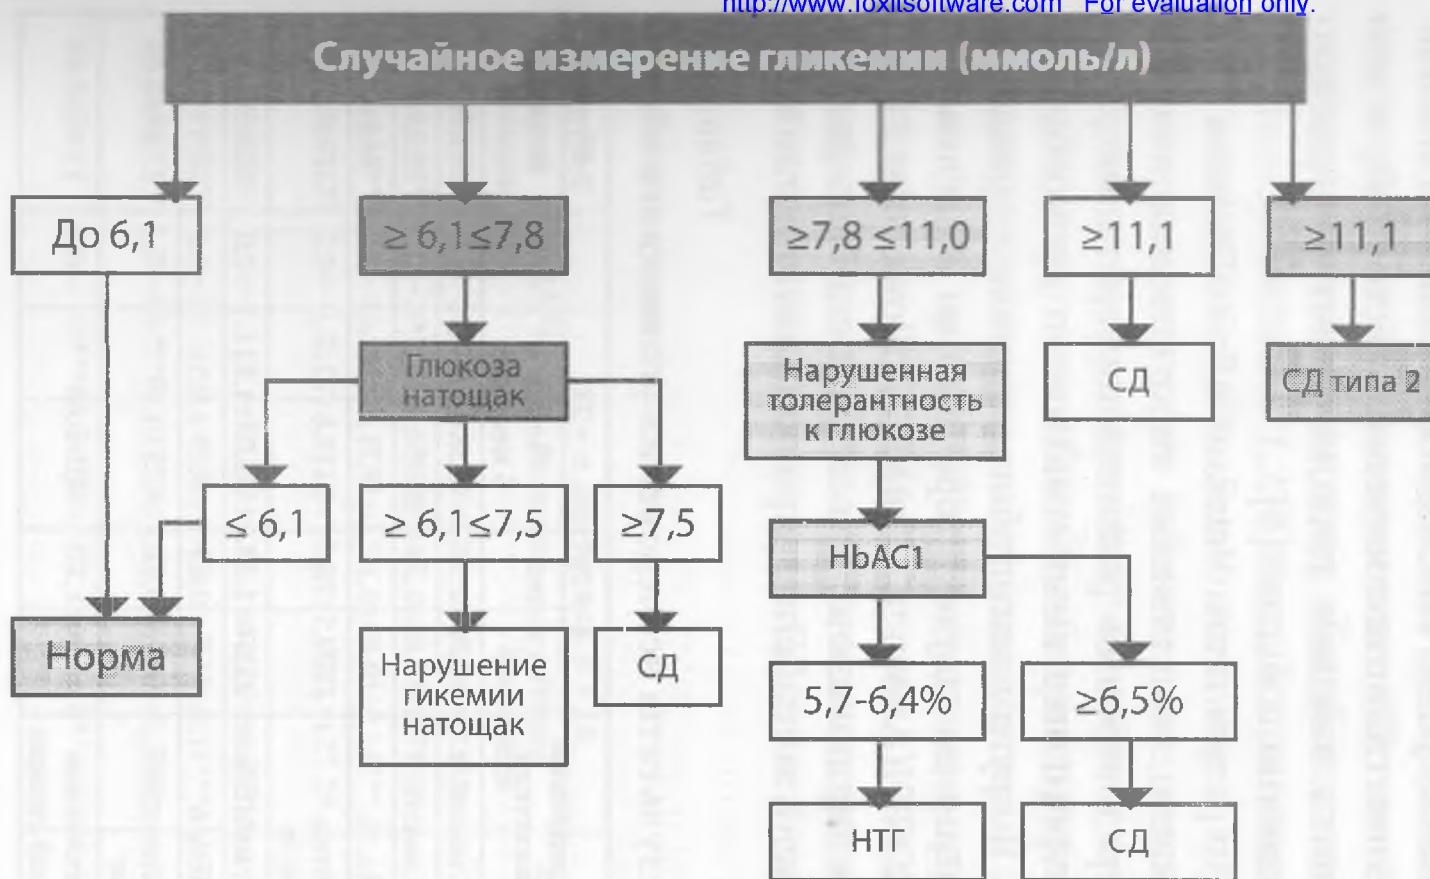 http://www.foxitsoftware.com For evaluation only.
Случайное измерение гликемии (ммоль/л)
До 6,1
≥ 6,1≤7,8
≥7,8 ≤11,0
≥11,1
≥11,1
Глюкоза
натощак
Нарушенная
толерантность
к глюкозе
СД
СД типа 2
≤ 6,1
≥ 6,1≤7,5
≥7,5
HbAC1
Норма
Нарушение
гикемии
натощак
СД
5,7-6,4%
≥6,5%
НТГ
СД